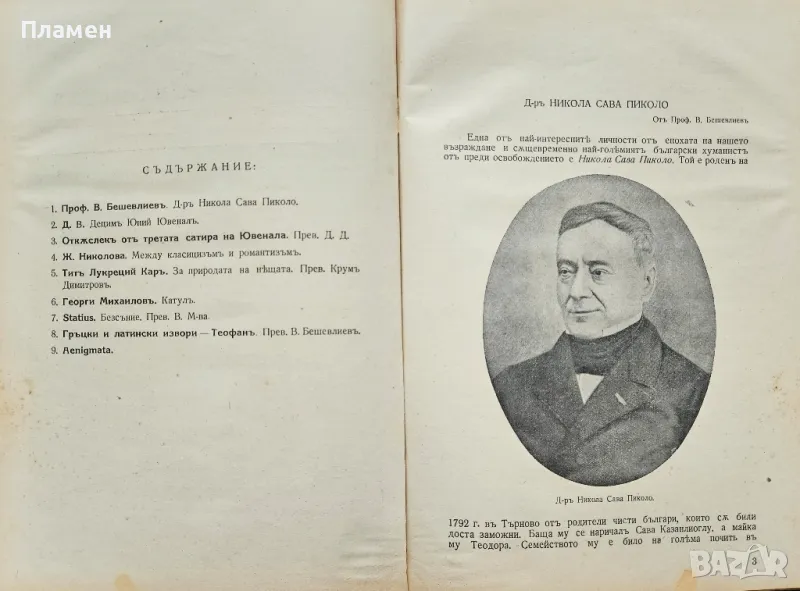 Пламен
СЪДЪРЖАНИЕ:
1. Проф. В. Бешевлиевъ. Д-ръ Никола Сава Пиколо.
2. Д. В. Децимъ Юний Ювеналъ.
3. Откѫслекъ отъ третата сатира на Ювенала. Прев. Д. Д.
4. Ж. Николова. Между класицизъмъ и романтизъмъ.
5. Титъ Лукреций Каръ. За природата на нѣщата. Прев. Крумъ
Димитровъ.
6. Георги Михаиловъ. Катулъ.
7. Statius. Безсъние. Прев. В. М-ва.
8. Гръцки и латински извори — Теофанъ. Прев. В. Бешевлиевъ.
9. Aenigmata.
Д-ръ НИКОЛА САВА ПИКОЛО
Отъ Проф. В. Бешевлиевъ
Една отъ най-интереснитѣ личности отъ епохата на нашето
възраждане и сѫщевременно най-голѣмиятъ български хуманистъ
отъ преди освобождението е Никола Сава Пиколо. Той е роденъ на
Д-ръ Никола Сава Пиколо.
1792 г. въ Търново отъ родители чисти българи, които сѫ били
доста заможни. Баща му се наричалъ Сава Казанлиоглу, а майка
му Теодора. Семейството му е било на голѣма почить въ
3
BAZAR